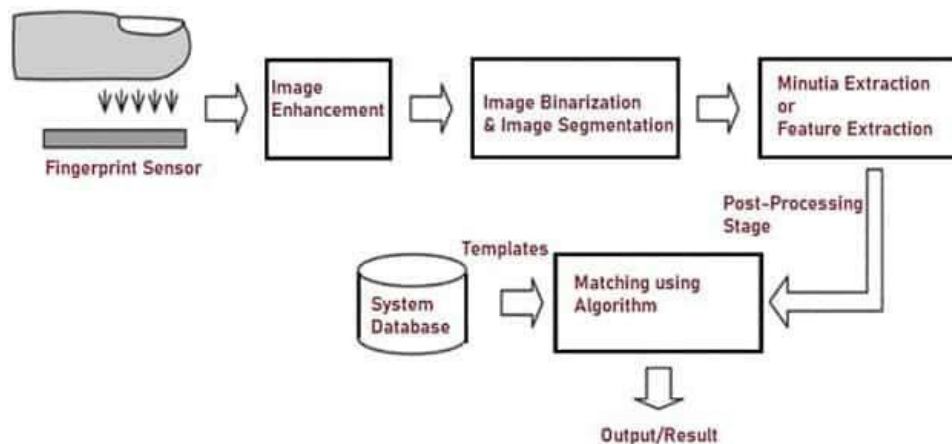 Fingerprint Sensor
Image
Enhancement
Image Binarization
& Image Segmentation
Minutia Extraction
or
Feature Extraction
Post-Processing
Stage
Templates
System
Database
Matching using
Algorithm
Output/Result